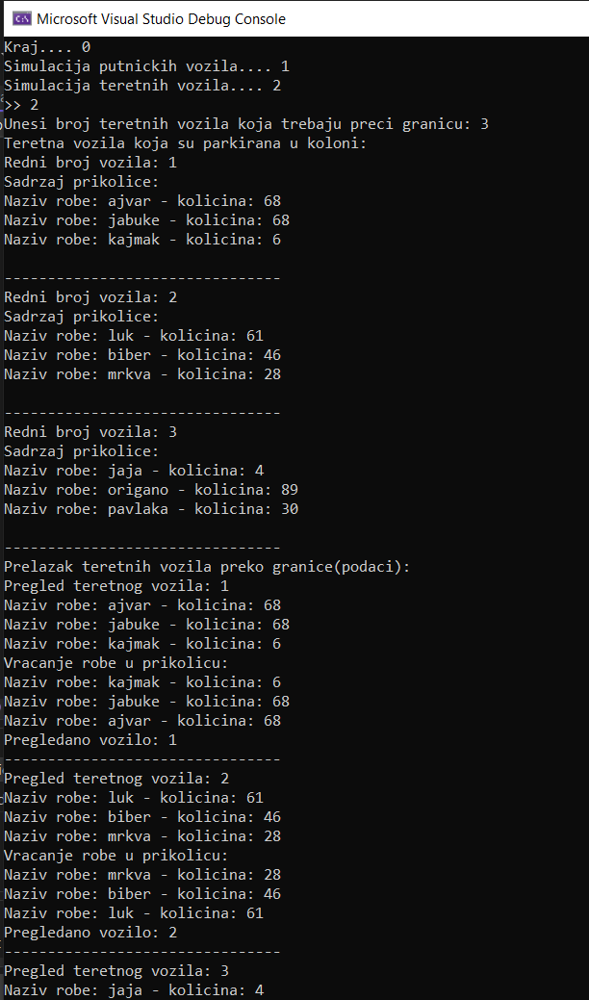 Microsoft Visual Studio Debug Console
Kraj.... 0
Simulacija putnickih vozila.... 1
Simulacija teretnih vozila.... 2
>> 2
Unesi broj teretnih vozila koja trebaju preci granicu: 3
Teretna vozila koja su parkirana u koloni:
Redni broj vozila: 1
Sadrzaj prikolice:
Naziv robe: ajvar - kolicina: 68
Naziv robe: jabuke - kolicina: 68
Naziv robe: kajmak - kolicina: 6
--------------------------------
Redni broj vozila: 2
Sadrzaj prikolice:
Naziv robe: luk - kolicina: 61
Naziv robe: biber - kolicina: 46
Naziv robe: mrkva - kolicina: 28
--------------------------------
Redni broj vozila: 3
Sadrzaj prikolice:
Naziv robe: jaja - kolicina: 4
Naziv robe: origano - kolicina: 89
Naziv robe: pavlaka - kolicina: 30
--------------------------------
Prelazak teretnih vozila preko granice(podaci):
Pregled teretnog vozila: 1
Naziv robe: ajvar - kolicina: 68
Naziv robe: jabuke - kolicina: 68
Naziv robe: kajmak - kolicina: 6
Vracanje robe u prikolicu:
Naziv robe: kajmak - kolicina: 6
Naziv robe: jabuke - kolicina: 68
Naziv robe: ajvar - kolicina: 68
Pregledano vozilo: 1
--------------------------------
Pregled teretnog vozila: 2
Naziv robe: luk - kolicina: 61
Naziv robe: biber - kolicina: 46
Naziv robe: mrkva - kolicina: 28
Vracanje robe u prikolicu:
Naziv robe: mrkva - kolicina: 28
Naziv robe: biber - kolicina: 46
Naziv robe: luk - kolicina: 61
Pregledano vozilo: 2
--------------------------------
Pregled teretnog vozila: 3
Naziv robe: jaja - kolicina: 4